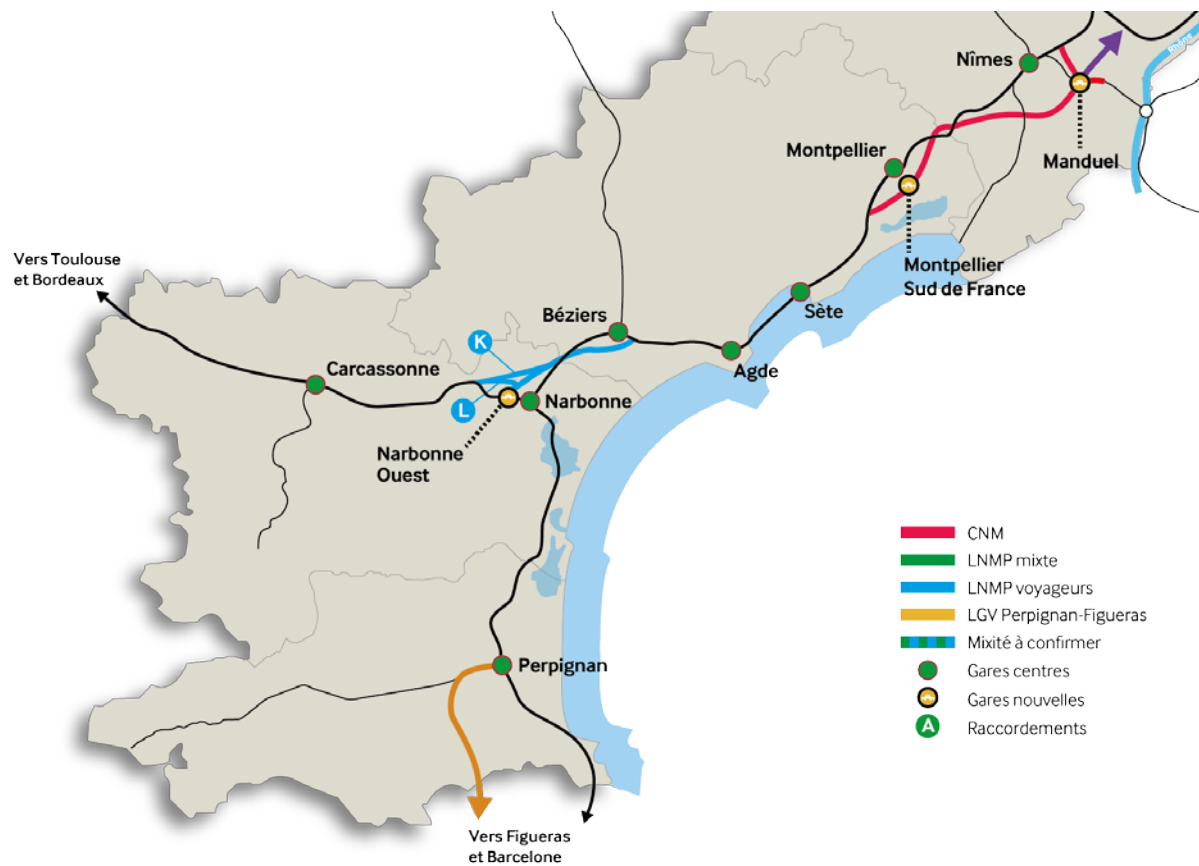 Nîmes
Rhône
Montpellier
Manduel
Vers Toulouse
et Bordeaux
Montpellier
Sud de France
Béziers
Sète
K
Carcassonne
Agde
L
Narbonne
Narbonne
Ouest
CNM
LNMP mixte
LNMP voyageurs
LGV Perpignan-Figueras
Mixité à confirmer
Perpignan
Gares centres
Gares nouvelles
A
Raccordements
Vers Figueras
et Barcelone